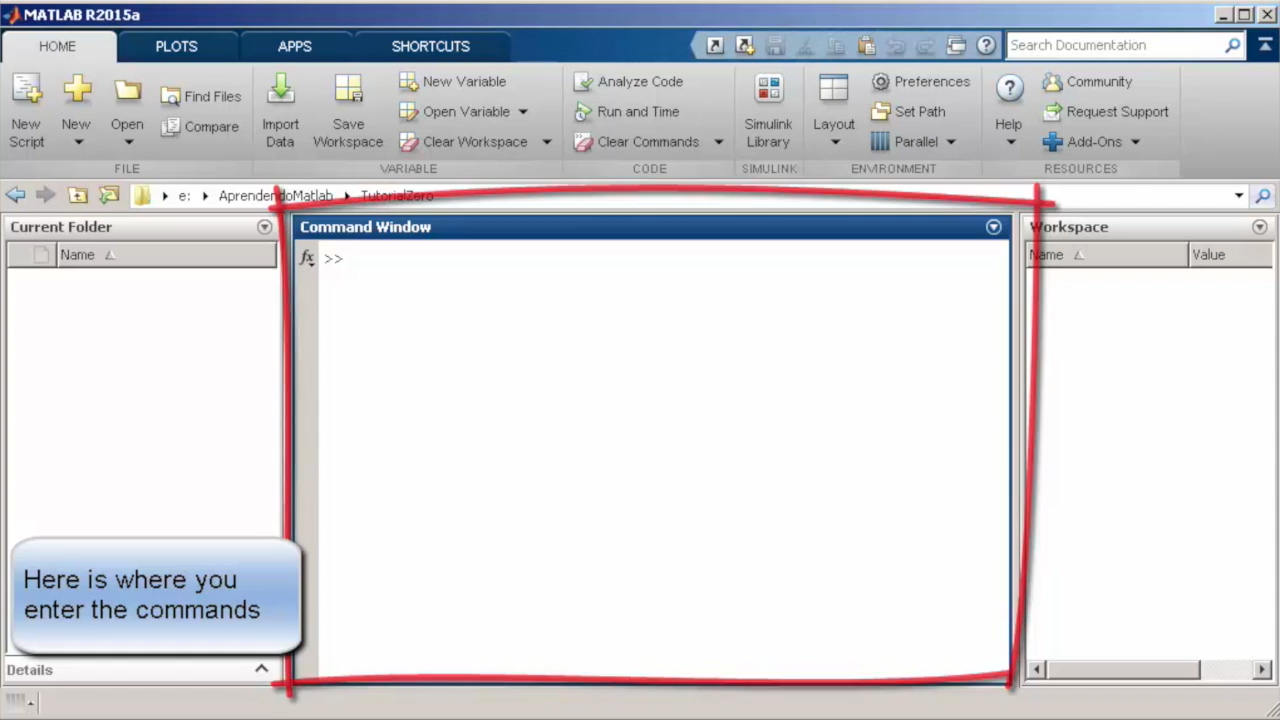 MATLAB R2015a
HOME PLOTS APPS SHORTCUTS Search Documentation
New Script
New
Open
Find Files
Compare
FILE
Import Data
Save Workspace
New Variable
Open Variable
Clear Workspace
VARIABLE
Analyze Code
Run and Time
Clear Commands
CODE
Simulink Library
SIMULINK
Layout
Preferences
Set Path
Parallel
ENVIRONMENT
Help
Community
Request Support
Add-Ons
RESOURCES
e: AprendendoMatlab TutorialZero
Current Folder
Name
Command Window
fx >>
Workspace
Name Value
Here is where you
enter the commands
Details